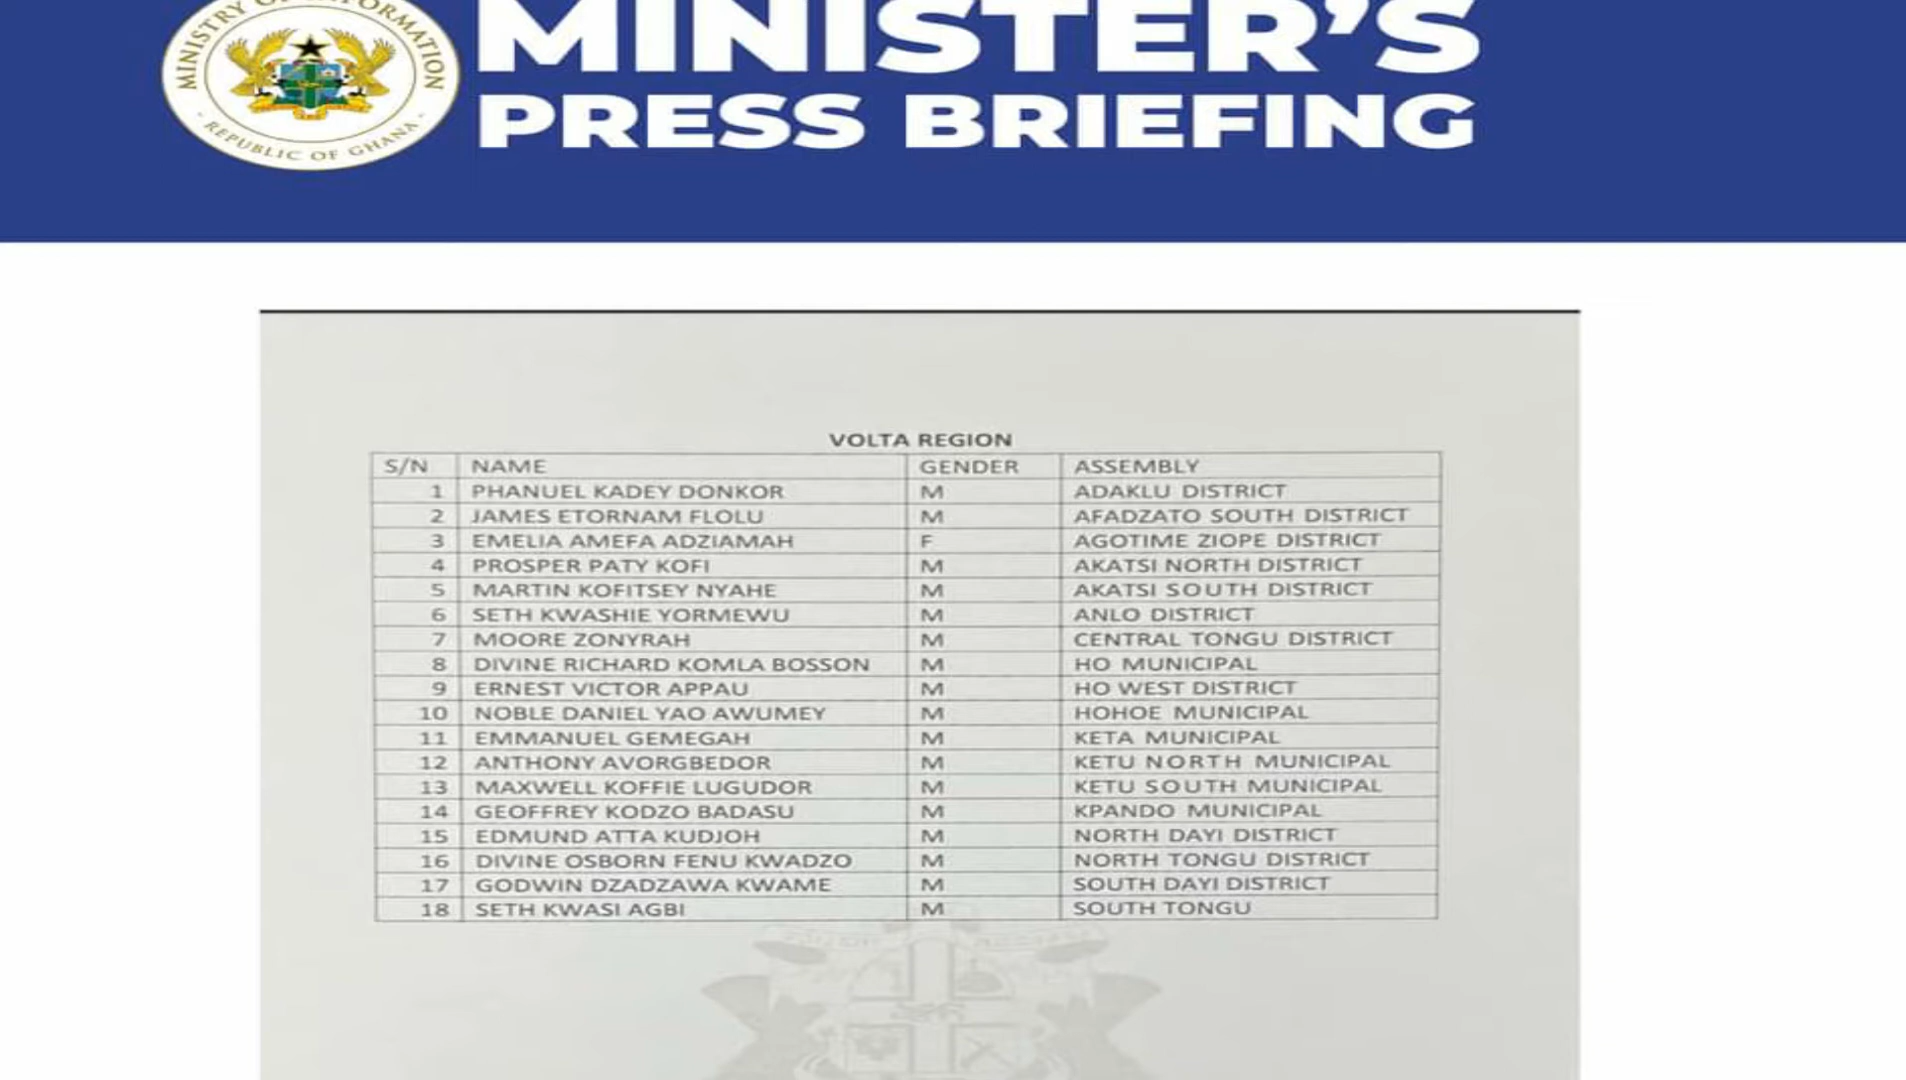 MINISTRY OF INFORMATION
REPUBLIC OF GHANA
MINISTER'S
PRESS BRIEFING
VOLTA REGION
S/N NAME GENDER ASSEMBLY
1 PHANUEL KADEY DONKOR M ADAKLU DISTRICT
2 JAMES ETORNAM FLOLU M AFADZATO SOUTH DISTRICT
3 EMELIA AMEFA ADZIAMAH F AGOTIME ZIOPE DISTRICT
4 PROSPER PATY KOFI M AKATSI NORTH DISTRICT
5 MARTIN KOFITSEY NYAHE M AKATSI SOUTH DISTRICT
6 SETH KWASHIE YORMEWU M ANLO DISTRICT
7 MOORE ZONYRAH M CENTRAL TONGU DISTRICT
8 DIVINE RICHARD KOMLA BOSSON M HO MUNICIPAL
9 ERNEST VICTOR APPAU M HO WEST DISTRICT
10 NOBLE DANIEL YAO AWUMEY M HOHOE MUNICIPAL
11 EMMANUEL GEMEGAH M KETA MUNICIPAL
12 ANTHONY AVORGBEDOR M KETU NORTH MUNICIPAL
13 MAXWELL KOFFIE LUGUDOR M KETU SOUTH MUNICIPAL
14 GEOFFREY KODZO BADASU M KPANDO MUNICIPAL
15 EDMUND ATTA KUDJOH M NORTH DAYI DISTRICT
16 DIVINE OSBORN FENU KWADZO M NORTH TONGU DISTRICT
17 GODWIN DZADZAWA KWAME M SOUTH DAYI DISTRICT
18 SETH KWASI AGBI M SOUTH TONGU